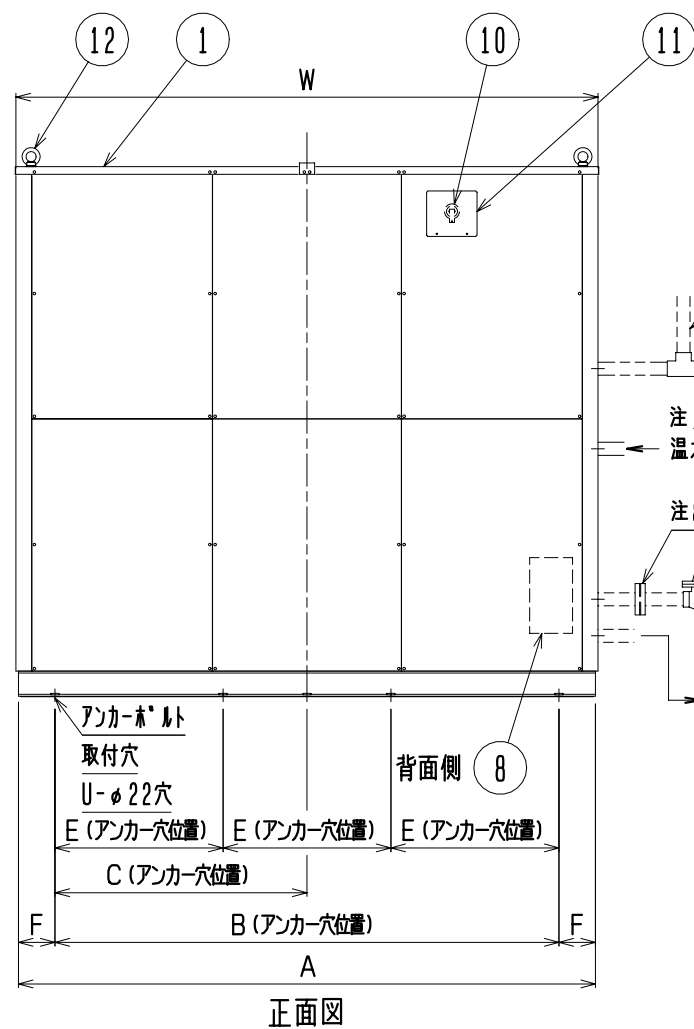 12
1
10
11
W
注
温
注
アンカーボルト
取付穴
U-φ22穴
背面側
8
E(アンカー穴位置)
E(アンカー穴位置)
E(アンカー穴位置)
C(アンカー穴位置)
F
B(アンカー穴位置)
F
A
正面図